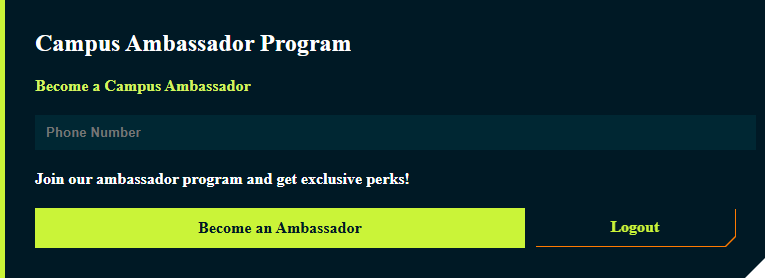 Campus Ambassador Program
Become a Campus Ambassador
Phone Number
Join our ambassador program and get exclusive perks!
Become an Ambassador
Logout